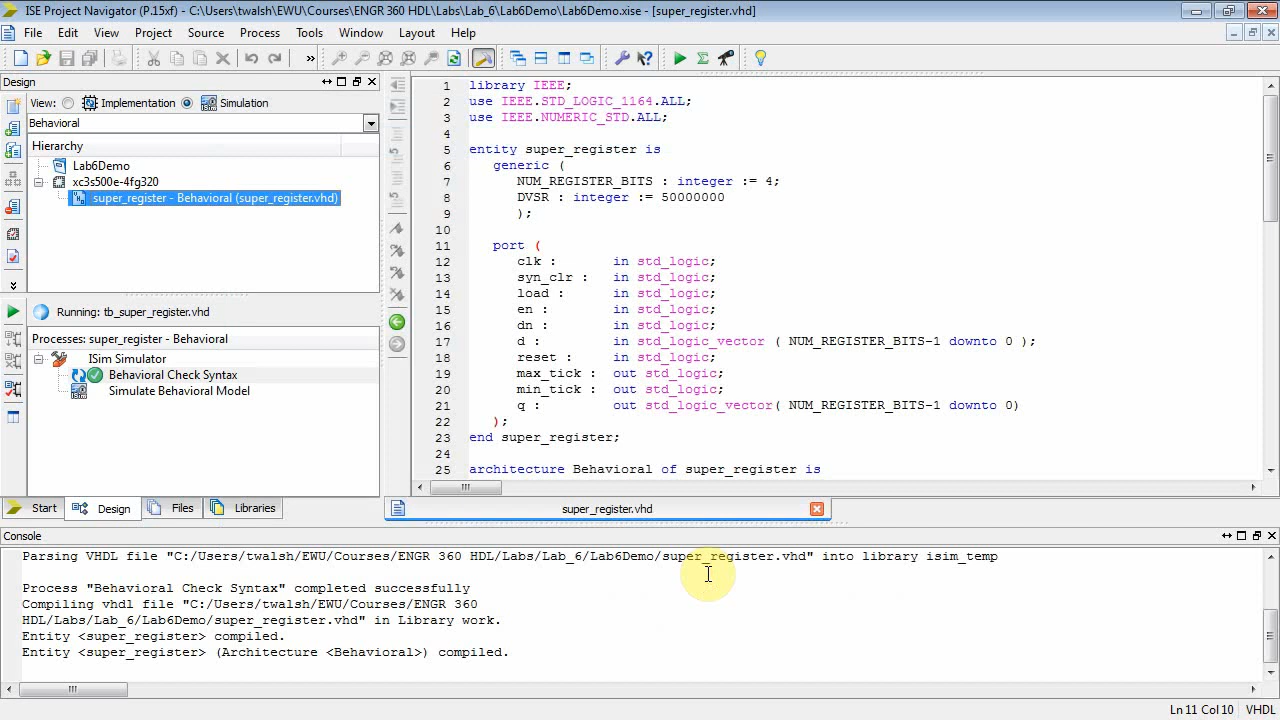 ISE Project Navigator (P.15xf) - C:\Users\twalsh\EWU\Courses\ENGR 360 HDL\Labs\Lab_6\Lab6Demo\Lab6Demo.xise - [super_register.vhd]
File Edit View Project Source Process Tools Window Layout Help
»
Design
View: Implementation Simulation
Behavioral
Hierarchy
Lab6Demo
xc3s500e-4fg320
super_register - Behavioral (super_register.vhd)
Running: tb_super_register.vhd
Processes: super_register - Behavioral
ISim Simulator
Behavioral Check Syntax
Simulate Behavioral Model
Start Design Files Libraries
1 library IEEE;
2 use IEEE.STD_LOGIC_1164.ALL;
3 use IEEE.NUMERIC_STD.ALL;
4
5 entity super_register is
6 generic (
7 NUM_REGISTER_BITS : integer := 4;
8 DVSR : integer := 50000000
9 );
10
11 port (
12 clk : in std_logic;
13 syn_clr : in std_logic;
14 load : in std_logic;
15 en : in std_logic;
16 dn : in std_logic;
17 d : in std_logic_vector ( NUM_REGISTER_BITS-1 downto 0 );
18 reset : in std_logic;
19 max_tick : out std_logic;
20 min_tick : out std_logic;
21 q : out std_logic_vector( NUM_REGISTER_BITS-1 downto 0)
22 );
23 end super_register;
24
25 architecture Behavioral of super_register is
super_register.vhd
Console
Parsing VHDL file "C:/Users/twalsh/EWU/Courses/ENGR 360 HDL/Labs/Lab_6/Lab6Demo/super_register.vhd" into library isim_temp
Process "Behavioral Check Syntax" completed successfully
Compiling vhdl file "C:/Users/twalsh/EWU/Courses/ENGR 360
HDL/Labs/Lab_6/Lab6Demo/super_register.vhd" in Library work.
Entity <super_register> compiled.
Entity <super_register> (Architecture <Behavioral>) compiled.
Ln 11 Col 10 VHDL